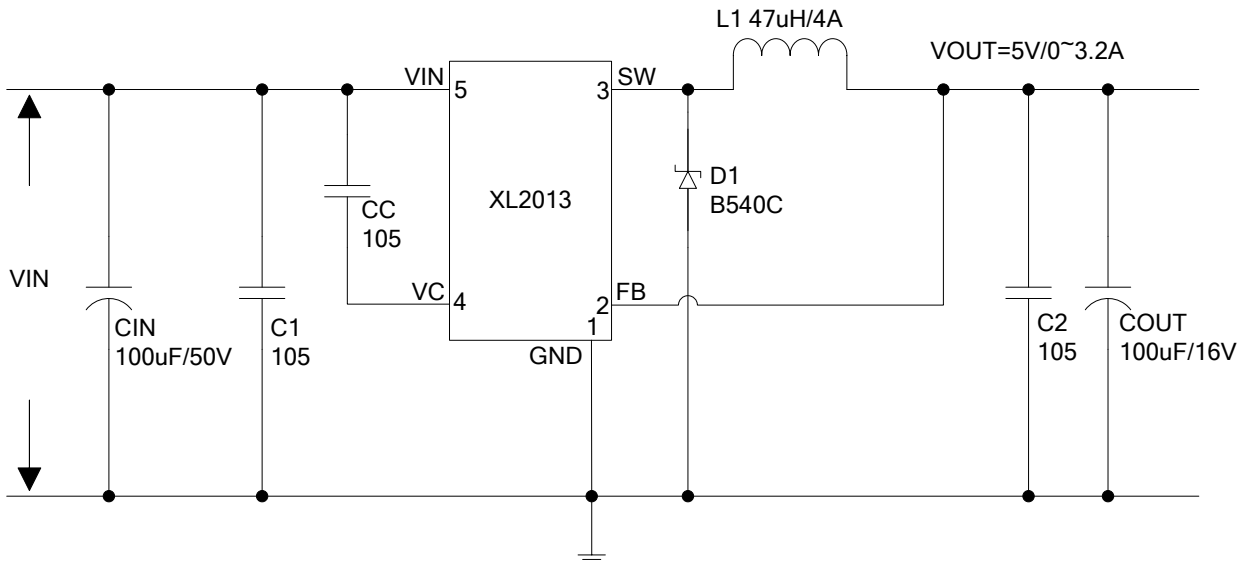 L1 47uH/4A
VOUT=5V/0~3.2A
VIN
5
3
SW
XL2013
D1
B540C
CC
105
VIN
VC
4
2
FB
1
GND
CIN
100uF/50V
C1
105
C2
105
COUT
100uF/16V